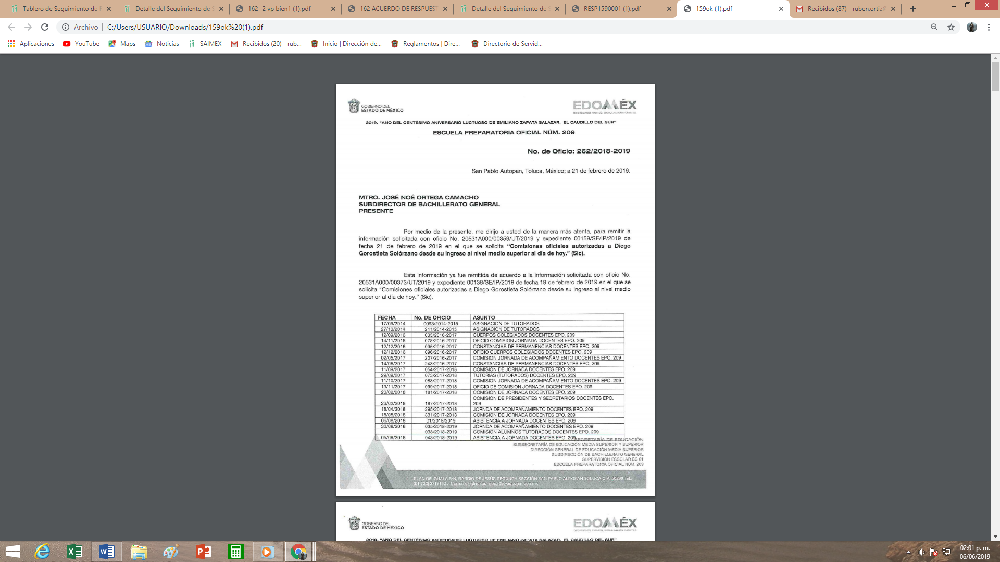 Tablero de Seguimiento de
Detalle del Seguimiento de S
162 -2 vp bien1 (1).pdf
162 ACUERDO DE RESPUEST
Detalle del Seguimiento de S
RESP1590001 (1).pdf
159ok (1).pdf
Recibidos (87) - ruben.ortiz@
Archivo
C:/Users/USUARIO/Downloads/159ok%20(1).pdf
Aplicaciones
YouTube
Maps
Noticias
SAIMEX
Recibidos (20) - rub...
Inicio | Dirección de...
Reglamentos | Dire...
Directorio de Servid...
GOBIERNO DEL
ESTADO DE MÉXICO
EDOMÉX
DECISIONES FIRMES, RESULTADOS FUERTES.
2019. "AÑO DEL CENTÉSIMO ANIVERSARIO LUCTUOSO DE EMILIANO ZAPATA SALAZAR. EL CAUDILLO DEL SUR"
ESCUELA PREPARATORIA OFICIAL NÚM. 209
No. de Oficio: 262/2018-2019
San Pablo Autopan, Toluca, México; a 21 de febrero de 2019.
MTRO. JOSÉ NOÉ ORTEGA CAMACHO
SUBDIRECTOR DE BACHILLERATO GENERAL
PRESENTE
Por medio de la presente, me dirijo a usted de la manera más atenta, para remitir la
información solicitada con oficio No. 20531A000/00359/UT/2019 y expediente 00159/SE/IP/2019 de
fecha 21 de febrero de 2019 en el que se solicita “Comisiones oficiales autorizadas a Diego
Gorostieta Solórzano desde su ingreso al nivel medio superior al día de hoy.” (Sic).
Esta información ya fue remitida de acuerdo a la información solicitada con oficio No.
20531A000/00373/UT/2019 y expediente 00138/SE/IP/2019 de fecha 19 de febrero de 2019 en el que se
solicita “Comisiones oficiales autorizadas a Diego Gorostieta Solórzano desde su ingreso al nivel medio
superior al día de hoy.” (Sic).
FECHA No. DE OFICIO ASUNTO
17/09/2014 0093/2014-2015 ASIGNACION DE TUTORADOS
27/10/2014 211/2014-2015 ASIGNACION DE TUTORADOS
12/09/2016 035/2016-2017 CUERPOS COLEGIADOS DOCENTES EPO. 209
14/11/2016 078/2016-2017 OFICIO COMISION JORNADA DOCENTES EPO. 209
12/12/2016 095/2016-2017 CONSTANCIAS DE PERMANENCIAS DOCENTES EPO. 209
12/12/2016 096/2016-2017 OFICIO CUERPOS COLEGIADOS DOCENTES EPO. 209
02/05/2017 207/2016-2017 COMISION JORNADA DE ACOMPAÑAMIENTO DOCENTES EPO. 209
14/06/2017 243/2016-2017 CONSTANCIAS DE PERMANENCIAS DOCENTES EPO. 209
11/09/2017 054/2017-2018 COMISION DE JORNADA DOCENTES EPO. 209
29/09/2017 073/2017-2018 TUTORIAS (TUTORADOS) DOCENTES EPO. 209
11/10/2017 088/2017-2018 COMISION JORNADA DE ACOMPAÑAMIENTO DOCENTES EPO. 209
13/11/2017 099/2017-2018 OFICIO DE COMISION JORNADA DOCENTES EPO. 209
20/02/2018 181/2017-2018 COMISION DE JORNADA DOCENTES EPO. 209
COMISION DE PRESIDENTES Y SECRETARIOS DOCENTES EPO.
23/02/2018 187/2017-2018 209
18/04/2018 295/2017-2018 JORNDA DE ACOMPAÑAMIENTO DOCENTES EPO. 209
16/05/2018 331/2017-2018 COMISION DE JORNADA DOCENTES EPO. 209
06/08/2018 01/2018/2019 ASISTENCIA A JORNADA DOCENTES EPO. 209
30/08/2018 035/2018-2019 JORNDA DE ACOMPAÑAMIENTO DOCENTES EPO. 209
038/2018-2019 COMISION ALUMNOS TUTORADOS DOCENTES EPO. 209
05/09/2018 043/2018-2019 ASISTENCIA A JORNADA DOCENTES EPO. 209
SECRETARÍA DE EDUCACIÓN
SUBSECRETARÍA DE EDUCACIÓN MEDIA SUPERIOR Y SUPERIOR
DIRECCIÓN GENERAL DE EDUCACIÓN MEDIA SUPERIOR
SUBDIRECCIÓN DE BACHILLERATO GENERAL
SUPERVISIÓN ESCOLAR BG 01
ESCUELA PREPARATORIA OFICIAL NÚM. 209
PLAN DE IGUALA S/N, BARRIO DE JESÚS SEGUNDA SECCIÓN SAN PABLO AUTOPAN TOLUCA C.P. 50290 Tel.:
(01 722) 2717132 . Correo electrónico: epo209@edugem.gob.mx
GOBIERNO DEL
ESTADO DE MÉXICO
EDOMÉX
DECISIONES FIRMES, RESULTADOS FUERTES.
2019. "AÑO DEL CENTÉSIMO ANIVERSARIO LUCTUOSO DE EMILIANO ZAPATA SALAZAR. EL CAUDILLO DEL SUR"
02:01 p. m.
06/06/2019